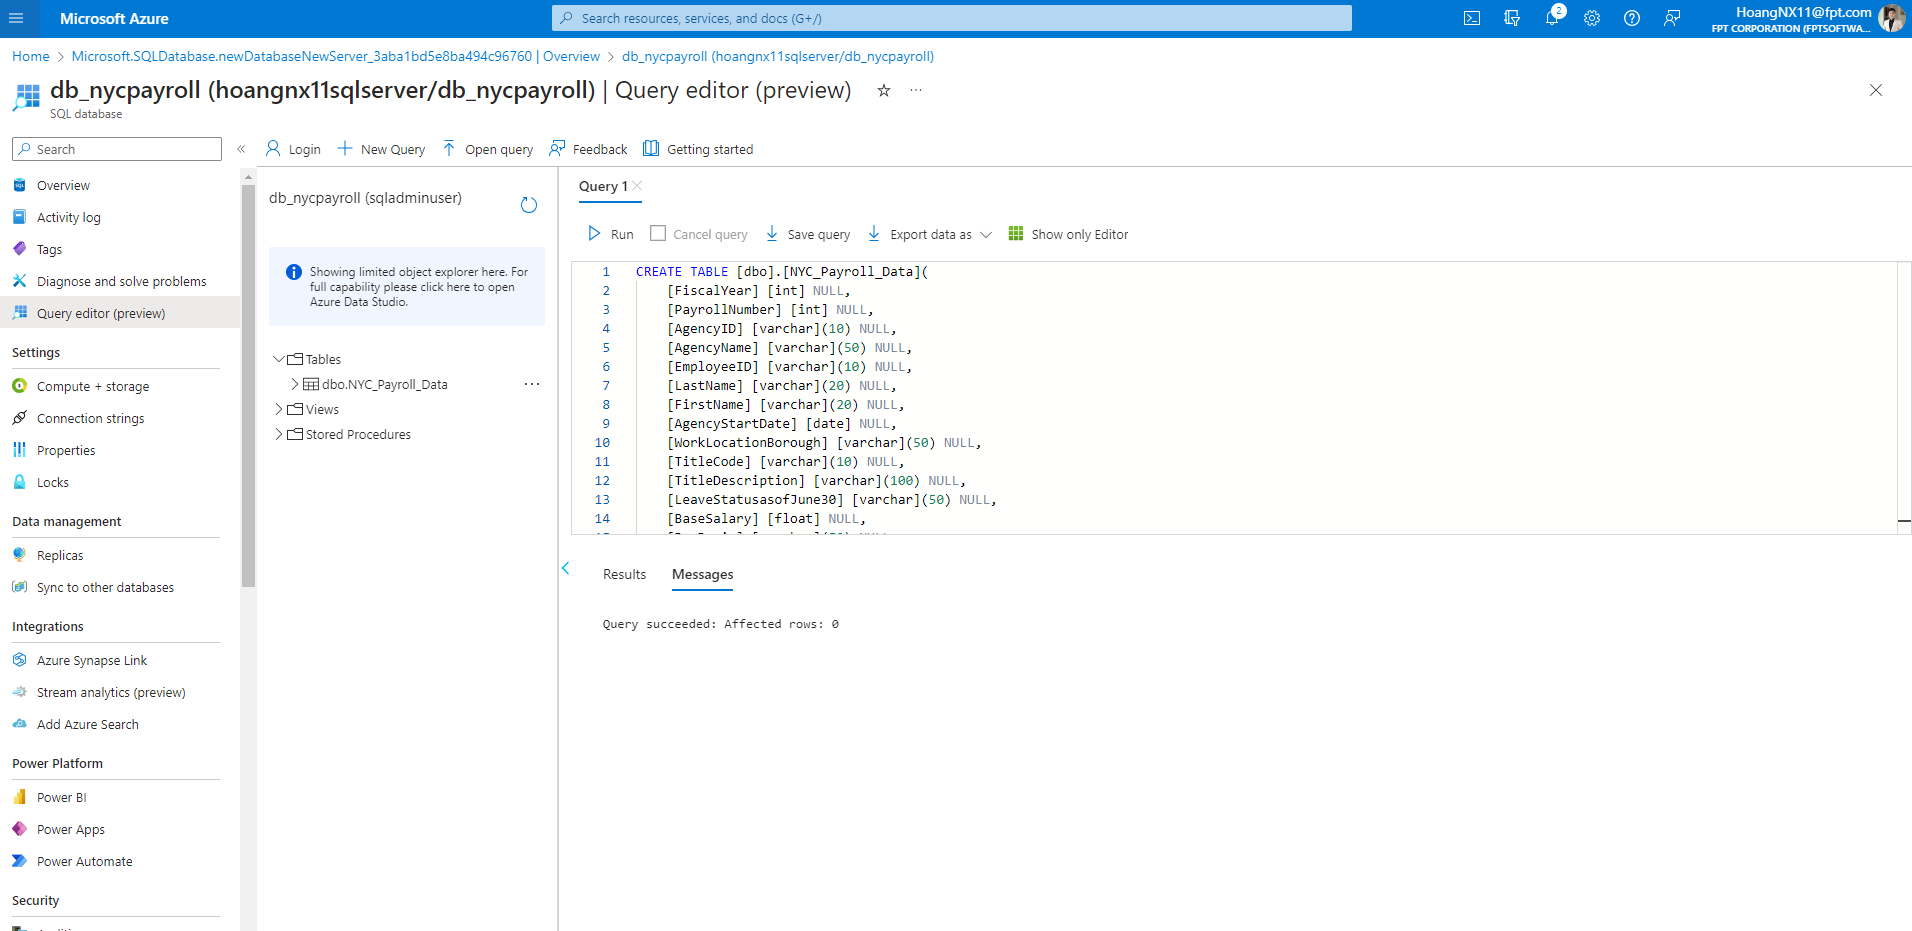 Microsoft Azure
Search resources, services, and docs (G+/)
2
HoangNX11@fpt.com
FPT CORPORATION (FPTSOFTWA...
Home > Microsoft.SQLDatabase.newDatabaseNewServer_3aba1bd5e8ba494c96760 | Overview > db_nycpayroll (hoangnx11sqlserver/db_nycpayroll)
db_nycpayroll (hoangnx11sqlserver/db_nycpayroll) | Query editor (preview)
SQL database
Search
Overview
Activity log
Tags
Diagnose and solve problems
Query editor (preview)
Settings
Compute + storage
Connection strings
Properties
Locks
Data management
Replicas
Sync to other databases
Integrations
Azure Synapse Link
Stream analytics (preview)
Add Azure Search
Power Platform
Power BI
Power Apps
Power Automate
Security
Login
New Query
Open query
Feedback
Getting started
db_nycpayroll (sqladminuser)
Showing limited object explorer here. For
full capability please click here to open
Azure Data Studio.
Tables
dbo.NYC_Payroll_Data
Views
Stored Procedures
Query 1
Run
Cancel query
Save query
Export data as
Show only Editor
1 CREATE TABLE [dbo].[NYC_Payroll_Data](
2 [FiscalYear] [int] NULL,
3 [PayrollNumber] [int] NULL,
4 [AgencyID] [varchar](10) NULL,
5 [AgencyName] [varchar](50) NULL,
6 [EmployeeID] [varchar](10) NULL,
7 [LastName] [varchar](20) NULL,
8 [FirstName] [varchar](20) NULL,
9 [AgencyStartDate] [date] NULL,
10 [WorkLocationBorough] [varchar](50) NULL,
11 [TitleCode] [varchar](10) NULL,
12 [TitleDescription] [varchar](100) NULL,
13 [LeaveStatusasofJune30] [varchar](50) NULL,
14 [BaseSalary] [float] NULL,
Results
Messages
Query succeeded: Affected rows: 0